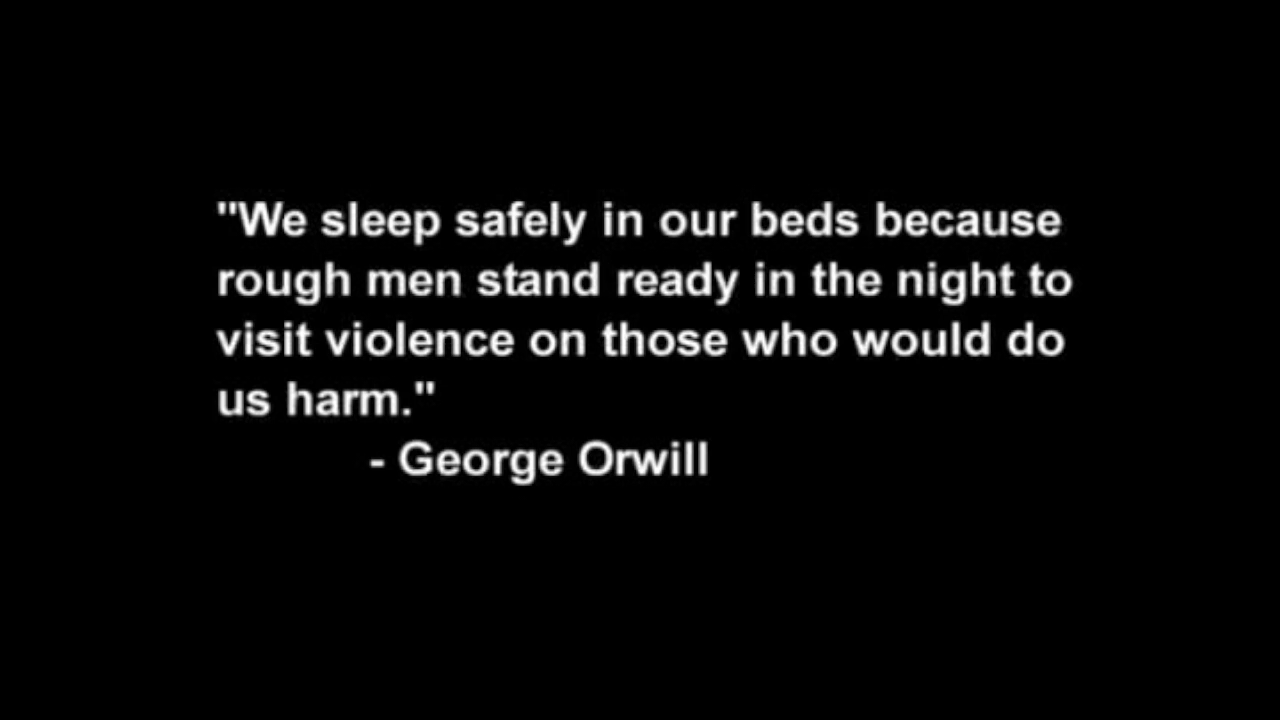 "We sleep safely in our beds because
rough men stand ready in the night to
visit violence on those who would do
us harm."
- George Orwill